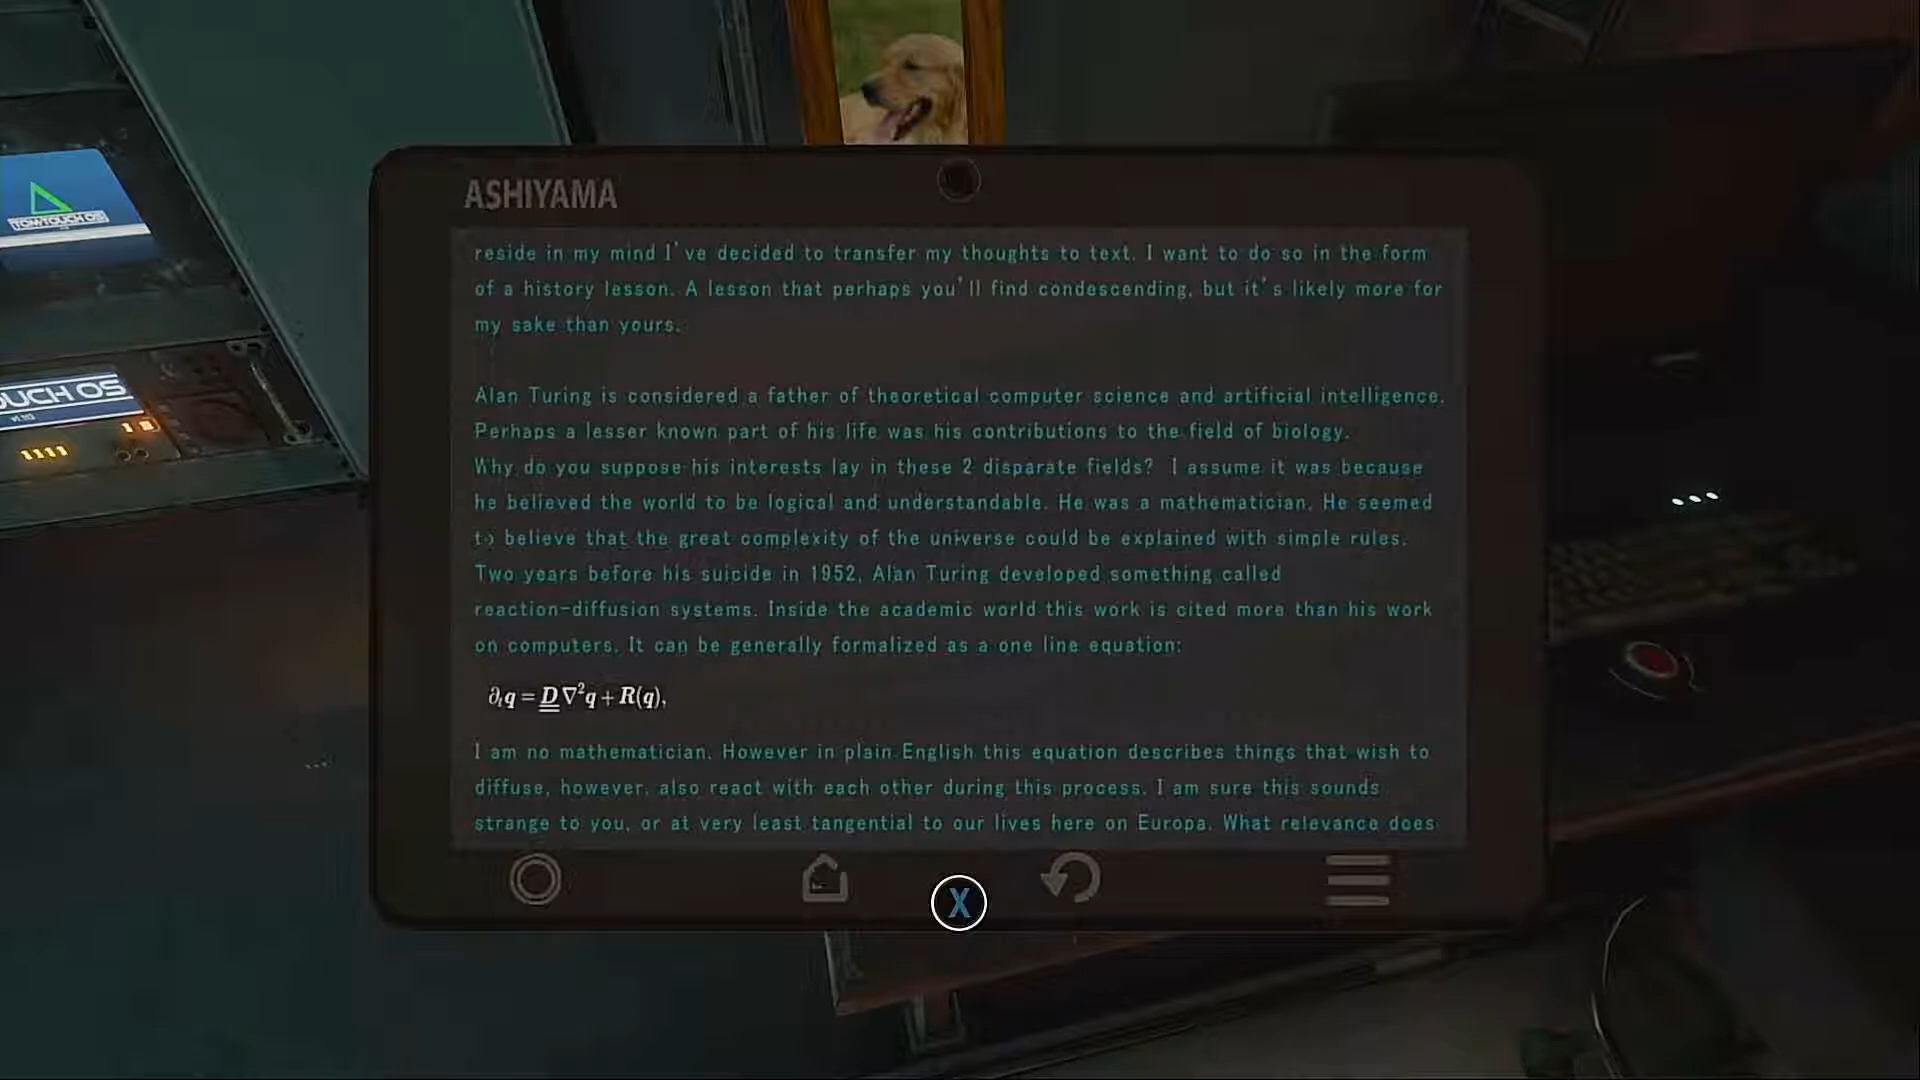 ASHIYAMA
reside in my mind I've decided to transfer my thoughts to text. I want to do so in the form
of a history lesson. A lesson that perhaps you'll find condescending, but it's likely more for
my sake than yours.
Alan Turing is considered a father of theoretical computer science and artificial intelligence.
Perhaps a lesser known part of his life was his contributions to the field of biology.
Why do you suppose his interests lay in these 2 disparate fields? I assume it was because
he believed the world to be logical and understandable. He was a mathematician. He seemed
to believe that the great complexity of the universe could be explained with simple rules.
Two years before his suicide in 1952, Alan Turing developed something called
reaction-diffusion systems. Inside the academic world this work is cited more than his work
on computers. It can be generally formalized as a one line equation:
∂ₜq = D∇²q + R(q),
I am no mathematician. However in plain English this equation describes things that wish to
diffuse, however, also react with each other during this process. I am sure this sounds
strange to you, or at very least tangential to our lives here on Europa. What relevance does
X
TOMTOUCH OS
OUCH OS